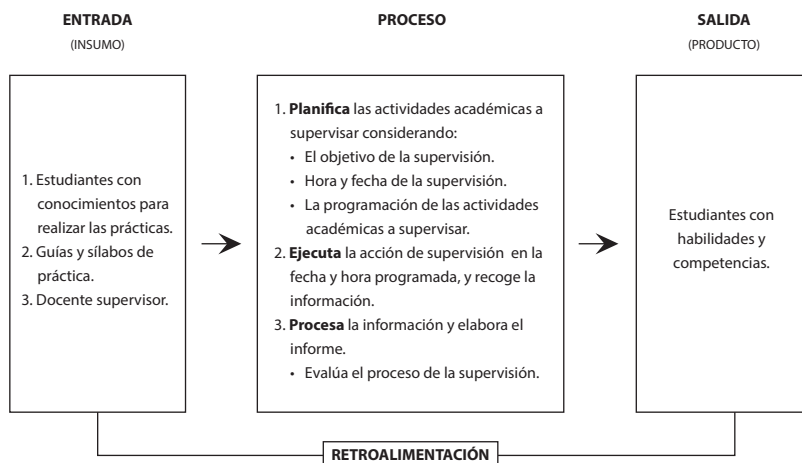 ENTRADA
(INSUMO)
1. Estudiantes con
conocimientos para
realizar las prácticas.
2. Guías y sílabos de
práctica.
3. Docente supervisor.
PROCESO
1. Planifica las actividades académicas a
supervisar considerando:
• El objetivo de la supervisión.
• Hora y fecha de la supervisión.
• La programación de las actividades
académicas a supervisar.
2. Ejecuta la acción de supervisión en la
fecha y hora programada, y recoge la
información.
3. Procesa la información y elabora el
informe.
• Evalúa el proceso de la supervisión.
SALIDA
(PRODUCTO)
Estudiantes con
habilidades y
competencias.
RETROALIMENTACIÓN